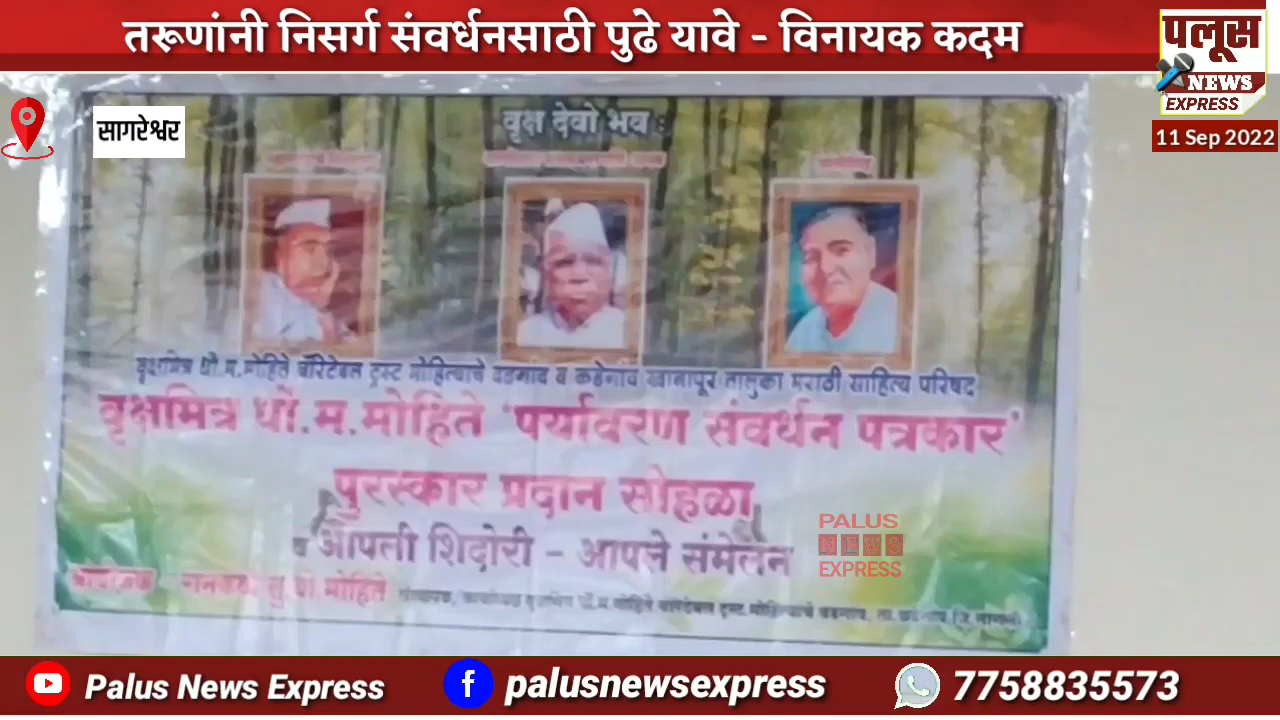 तरूणांनी निसर्ग संवर्धनसाठी पुढे यावे - विनायक कदम
पलूस
NEWS
EXPRESS
11 Sep 2022
सागरेश्वर
वृक्ष देवो भव :
वृक्षमित्र धों.म.मोहिते चॅरिटेबल ट्रस्ट मोहित्यांचे वडगांव व कडेगांव खानापूर तालुका मराठी साहित्य परिषद
वृक्षमित्र धों.म.मोहिते 'पर्यावरण संवर्धन पत्रकार'
पुरस्कार प्रदान सोहळा
व आपली शिदोरी - आपले संमेलन
PALUS
NEWS
EXPRESS
सु.धों.मोहिते
Palus News Express
palusnewsexpress
7758835573